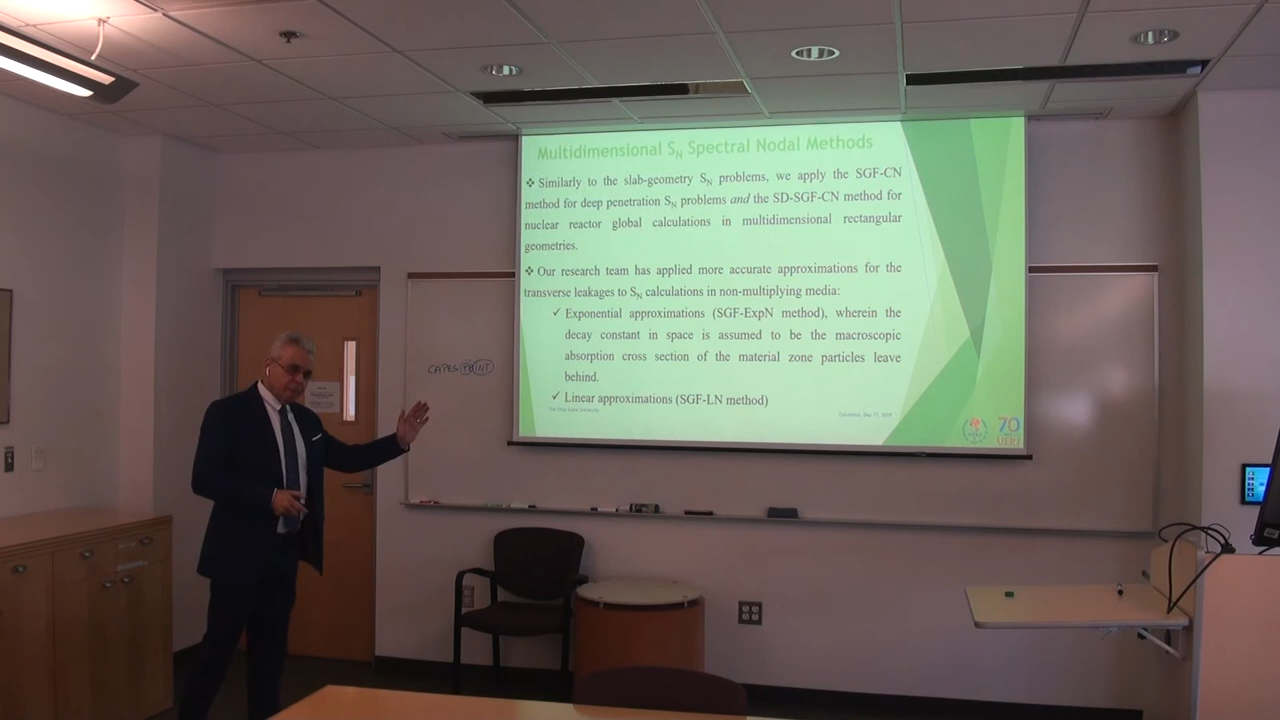 Multidimensional SN Spectral Nodal Methods
❖ Similarly to the slab-geometry SN problems, we apply the SGF-CN
method for deep penetration SN problems and the SD-SGF-CN method for
nuclear reactor global calculations in multidimensional rectangular
geometries.
❖ Our research team has applied more accurate approximations for the
transverse leakages to SN calculations in non-multiplying media:
✓ Exponential approximations (SGF-ExpN method), wherein the
decay constant in space is assumed to be the macroscopic
absorption cross section of the material zone particles leave
behind.
✓ Linear approximations (SGF-LN method)
The Ohio State University
70
UERJ
CAPES PRINT